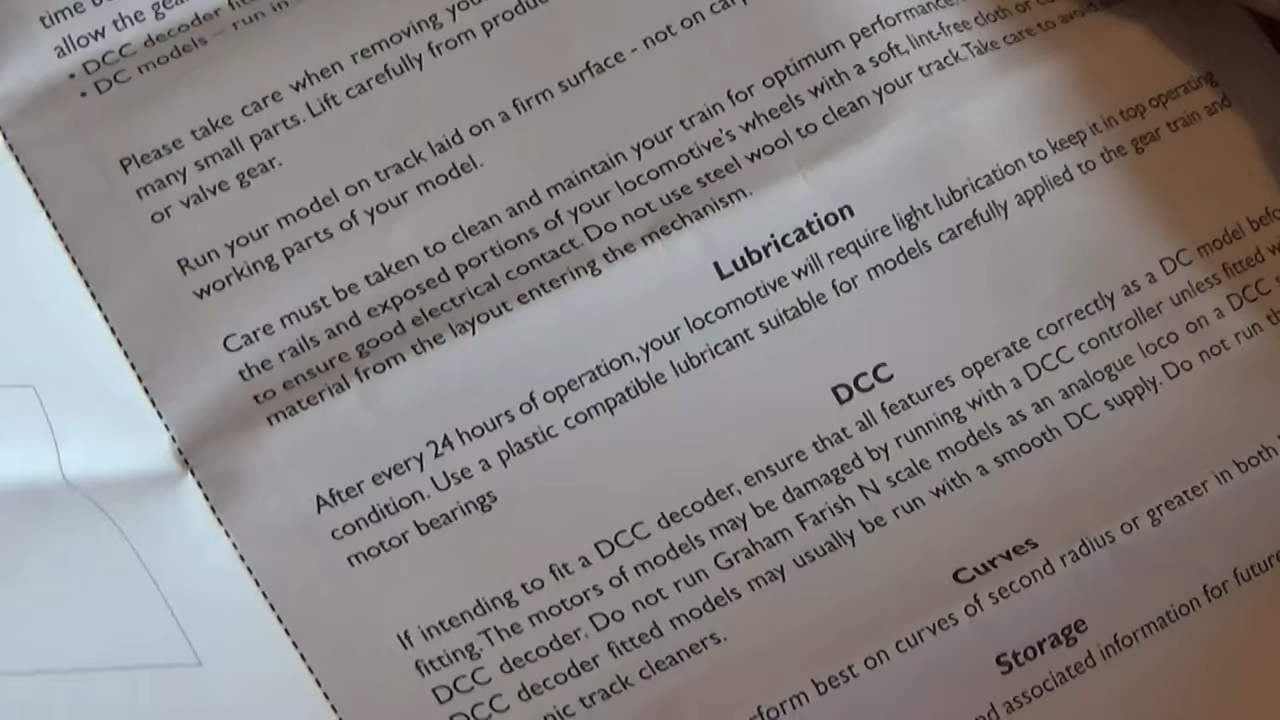 time
allow the gea
• DCC decoder fit
• DC models – run in
Please take care when removing you
many small parts. Lift carefully from produc
or valve gear.
Run your model on track laid on a firm surface - not on carp
working parts of your model.
Care must be taken to clean and maintain your train for optimum performance.
the rails and exposed portions of your locomotive's wheels with a soft, lint-free cloth or co
to ensure good electrical contact. Do not use steel wool to clean your track. Take care to avoid
material from the layout entering the mechanism.
Lubrication
After every 24 hours of operation, your locomotive will require light lubrication to keep it in top operating
condition. Use a plastic compatible lubricant suitable for models carefully applied to the gear train and
motor bearings
DCC
If intending to fit a DCC decoder, ensure that all features operate correctly as a DC model befo
fitting. The motors of models may be damaged by running with a DCC controller unless fitted w
DCC decoder. Do not run Graham Farish N scale models as an analogue loco on a DCC
DCC decoder fitted models may usually be run with a smooth DC supply. Do not run th
nic track cleaners.
Curves
form best on curves of second radius or greater in both
Storage
nd associated information for future